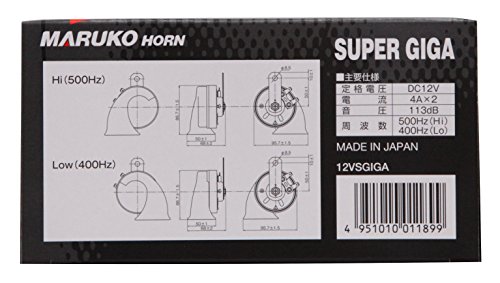 MARUKO HORN
SUPER GIGA
Hi(500Hz)
Low(400Hz)
■主要仕様
定格電圧 DC12V
電流 4A×2
音圧 113dB
周波数 500Hz(Hi)
400Hz(Lo)
MADE IN JAPAN
12VSGIGA
4 951010 011899